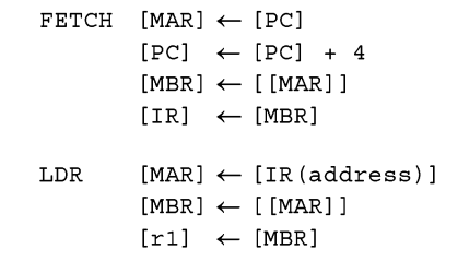 FETCH [MAR] ← [PC]
[PC] ← [PC] + 4
[MBR] ← [[MAR]]
[IR] ← [MBR]
LDR [MAR] ← [IR(address)]
[MBR] ← [[MAR]]
[r1] ← [MBR]